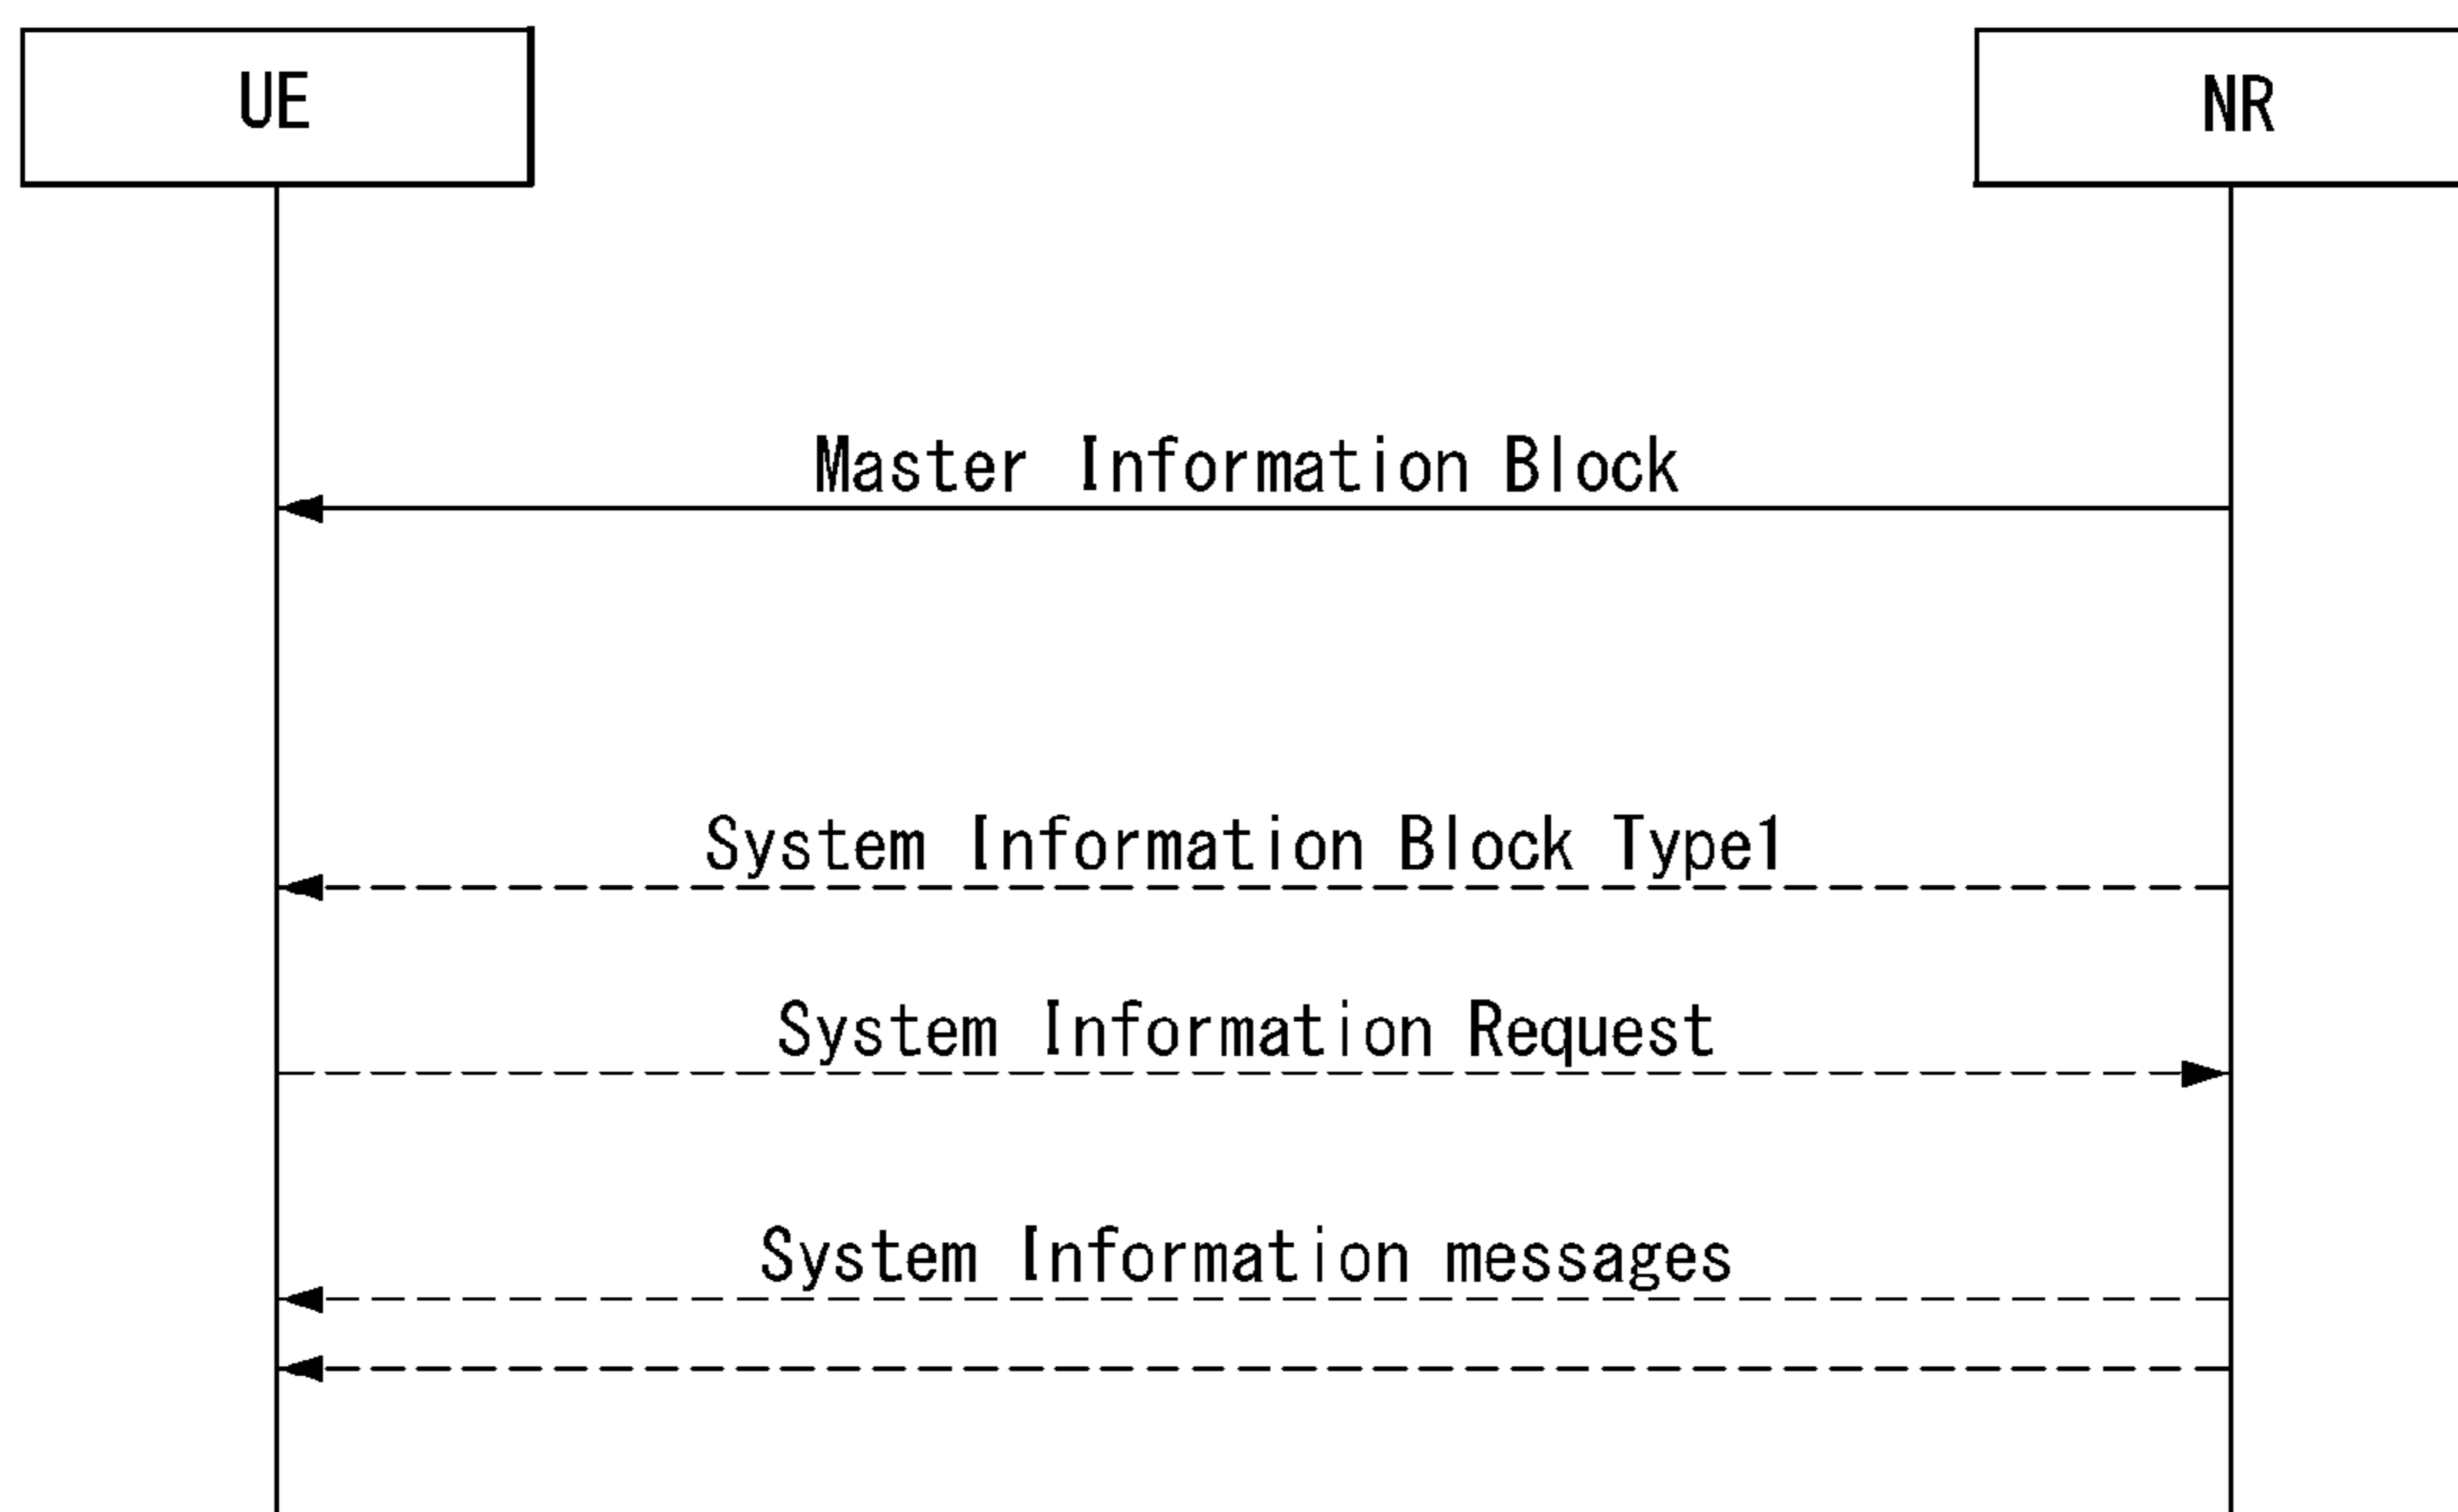 UE
NR
Master Information Block
System Information Block Type1
System Information Request
System Information messages